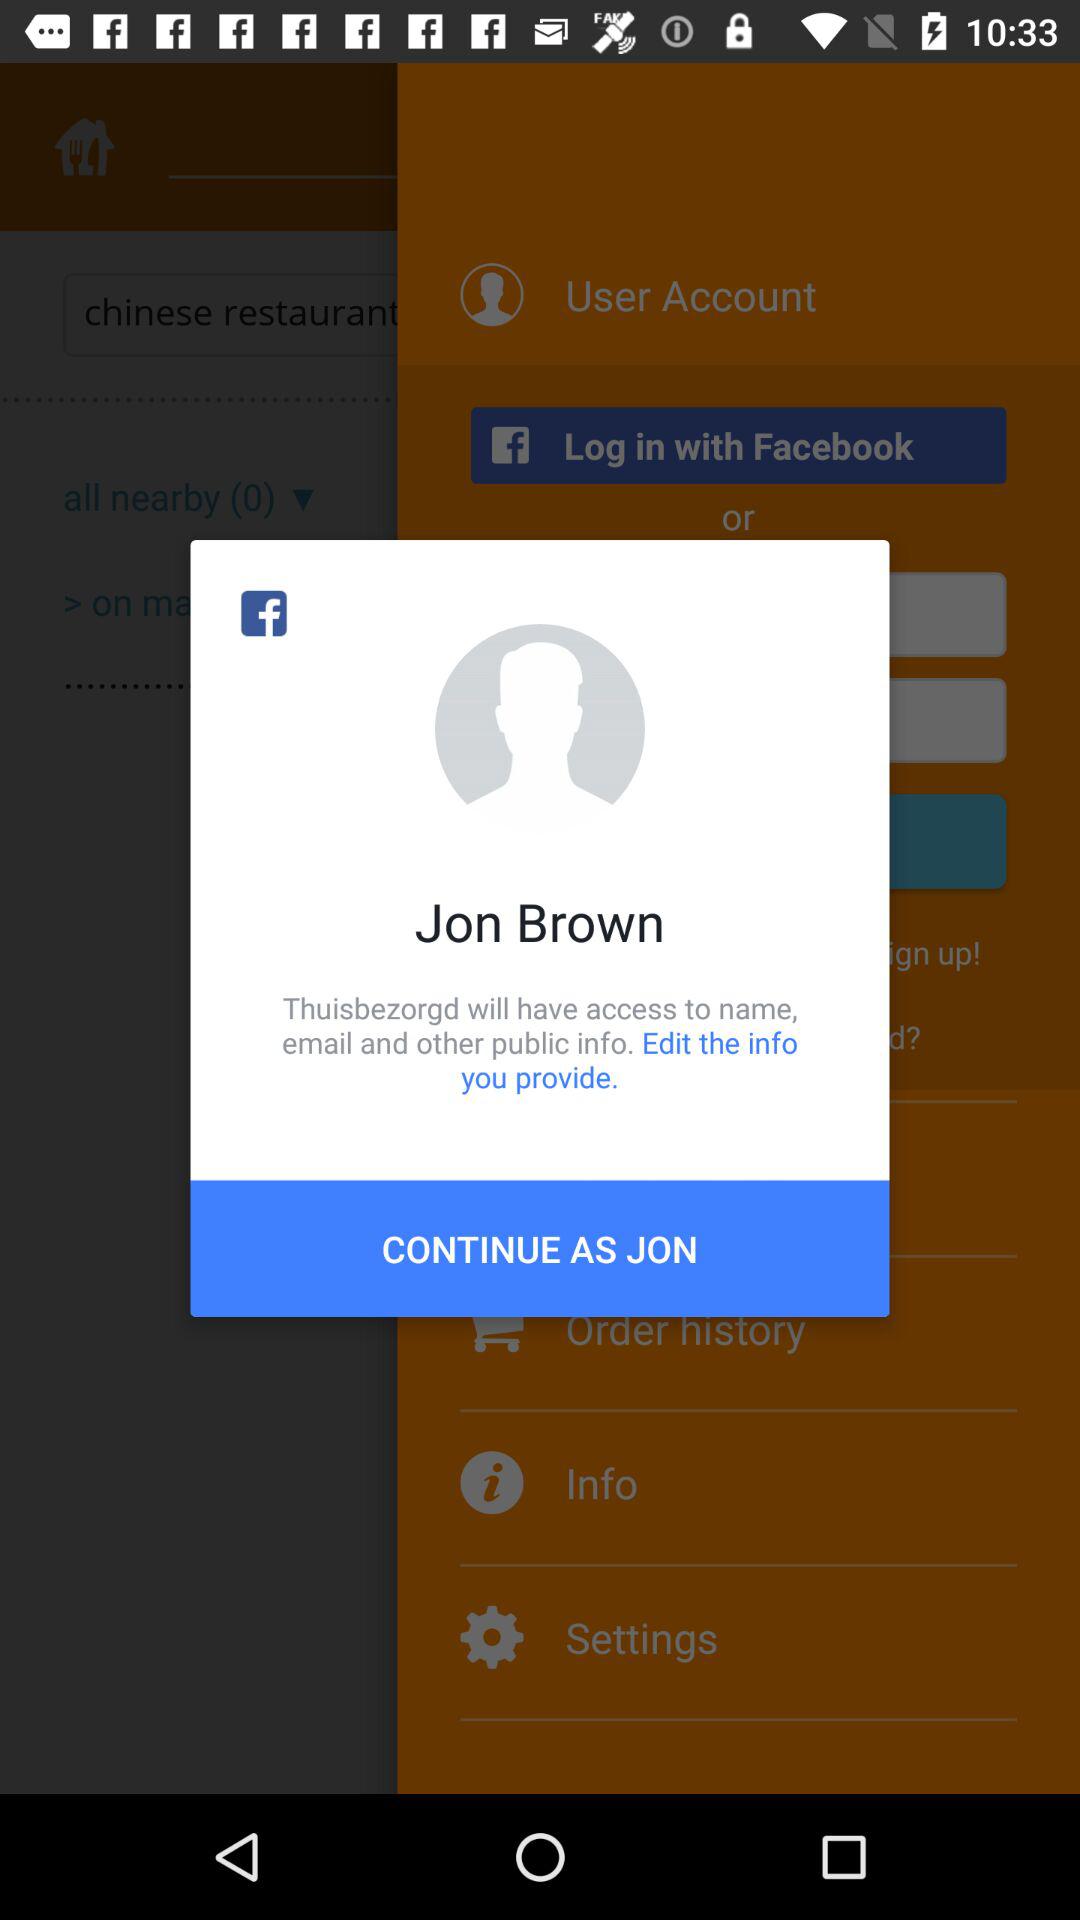 FAKE
10:33
User Account
chinese restaurant
Log in with Facebook
all nearby (0) ▼
or
> on ma
Jon Brown
ign up!
Thuisbezorgd will have access to name,
email and other public info. Edit the info
you provide.
d?
CONTINUE AS JON
Order history
Info
Settings